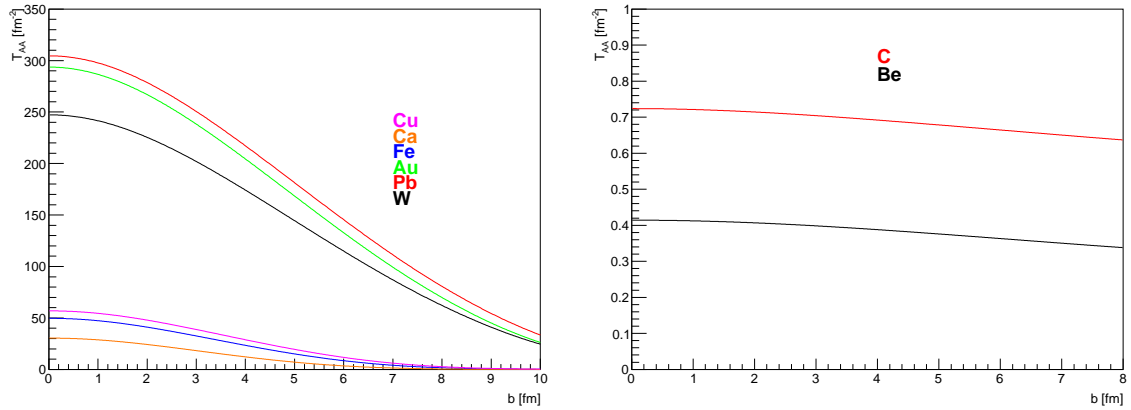 T_AA [fm^-2]
350
300
250
200
150
100
50
0
Cu
Ca
Fe
Au
Pb
W
0 1 2 3 4 5 6 7 8 9 10
b [fm]
T_AA [fm^-2]
1
0.9
0.8
0.7
0.6
0.5
0.4
0.3
0.2
0.1
0
C
Be
0 1 2 3 4 5 6 7 8
b [fm]